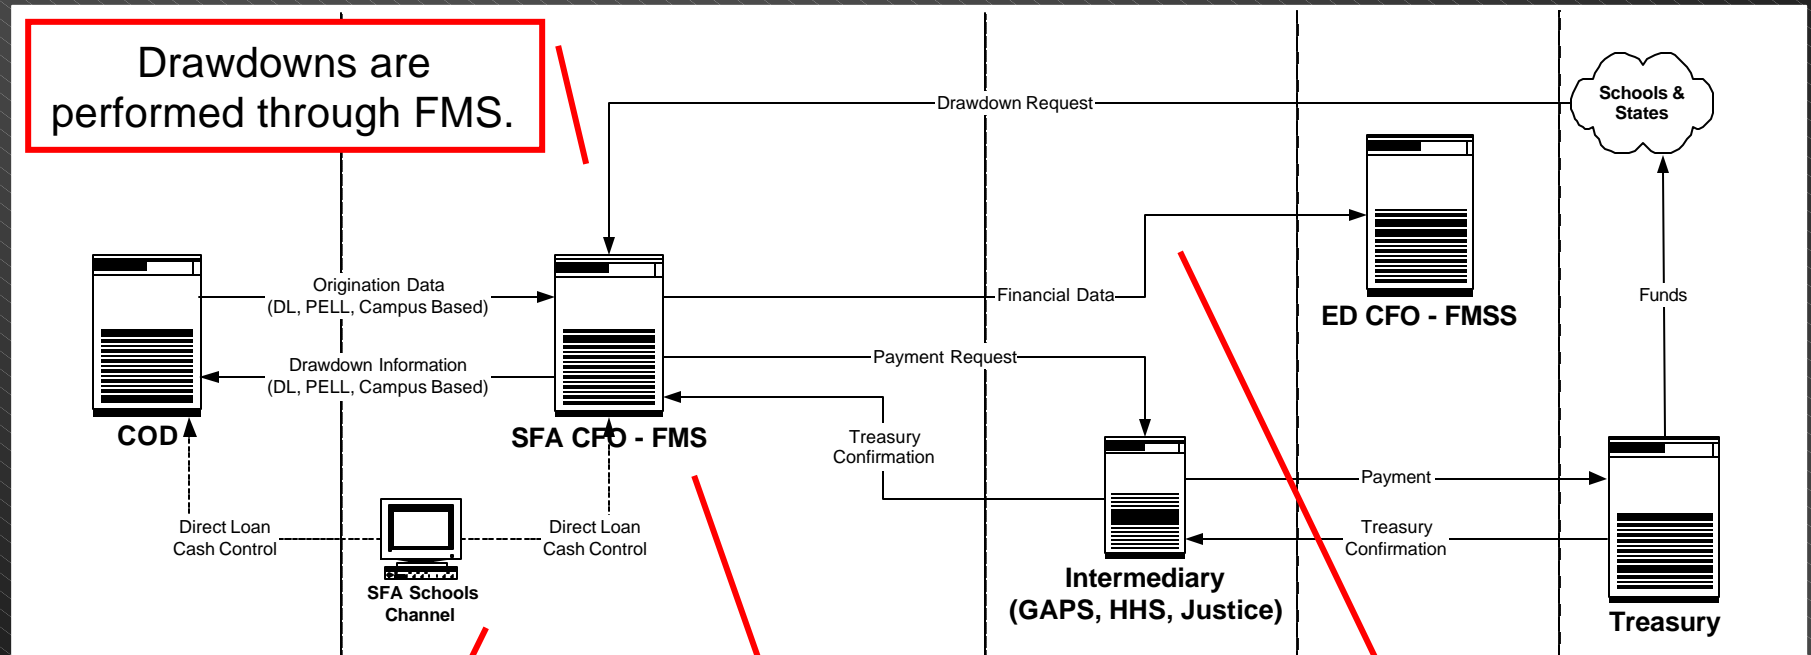 Drawdowns are
performed through FMS.
Drawdown Request
Schools &
States
Origination Data
(DL, PELL, Campus Based)
Financial Data
ED CFO - FMSS
Funds
Drawdown Information
(DL, PELL, Campus Based)
Payment Request
COD
SFA CFO - FMS
Treasury
Confirmation
Payment
Direct Loan
Cash Control
Direct Loan
Cash Control
Treasury
Confirmation
SFA Schools
Channel
Intermediary
(GAPS, HHS, Justice)
Treasury